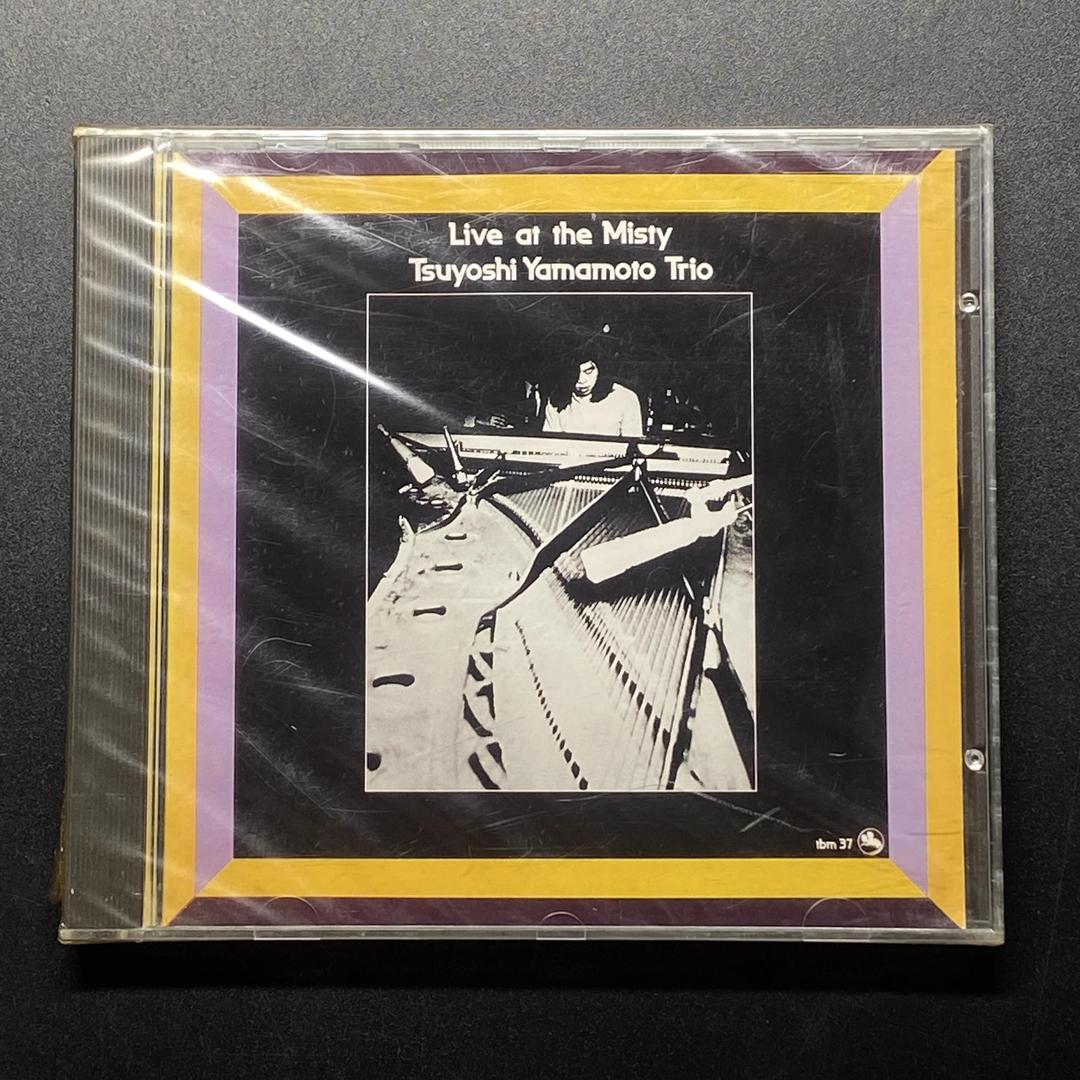 Live at the Misty
Tsuyoshi Yamamoto Trio
tbm 37